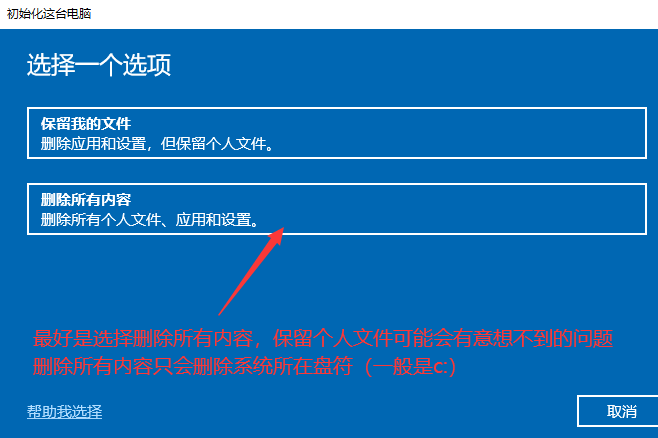 初始化这台电脑
选择一个选项
保留我的文件
删除应用和设置，但保留个人文件。
删除所有内容
删除所有个人文件、应用和设置。
最好是选择删除所有内容，保留个人文件可能会有意想不到的问题
删除所有内容只会删除系统所在盘符（一般是c:）
帮助我选择
取消